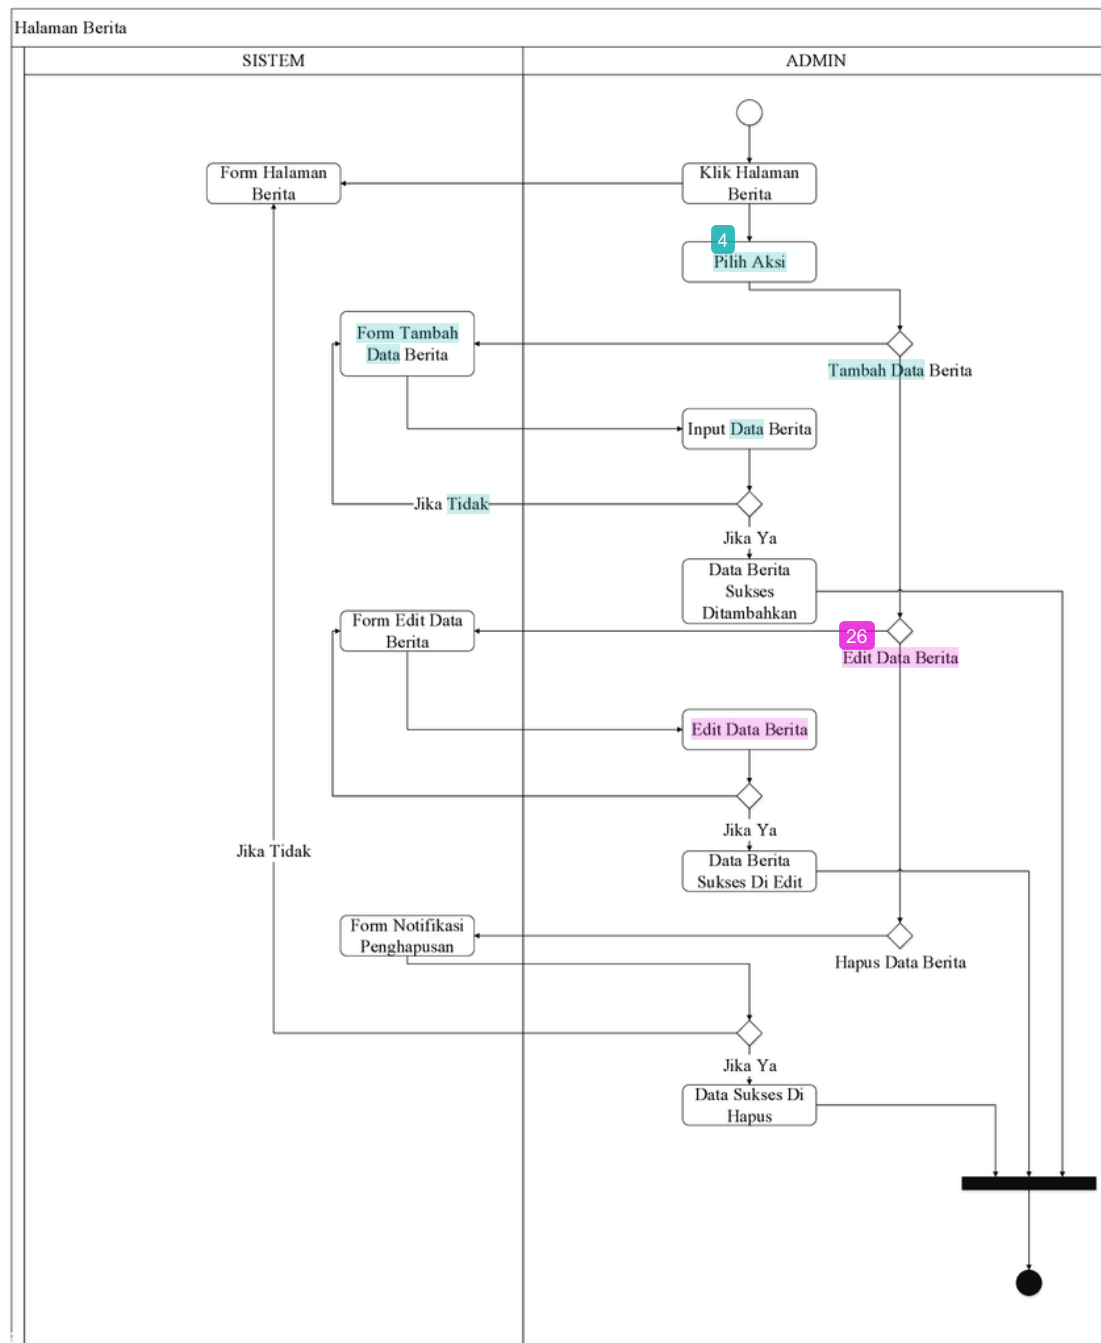 Halaman Berita
SISTEM
ADMIN
Form Halaman
Berita
Klik Halaman
Berita
4
Pilih Aksi
Form Tambah
Data Berita
Tambah Data Berita
Input Data Berita
Jika Tidak
Jika Ya
Data Berita
Sukses
Ditambahkan
Form Edit Data
Berita
26
Edit Data Berita
Edit Data Berita
Jika Ya
Jika Tidak
Data Berita
Sukses Di Edit
Form Notifikasi
Penghapusan
Hapus Data Berita
Jika Ya
Data Sukses Di
Hapus